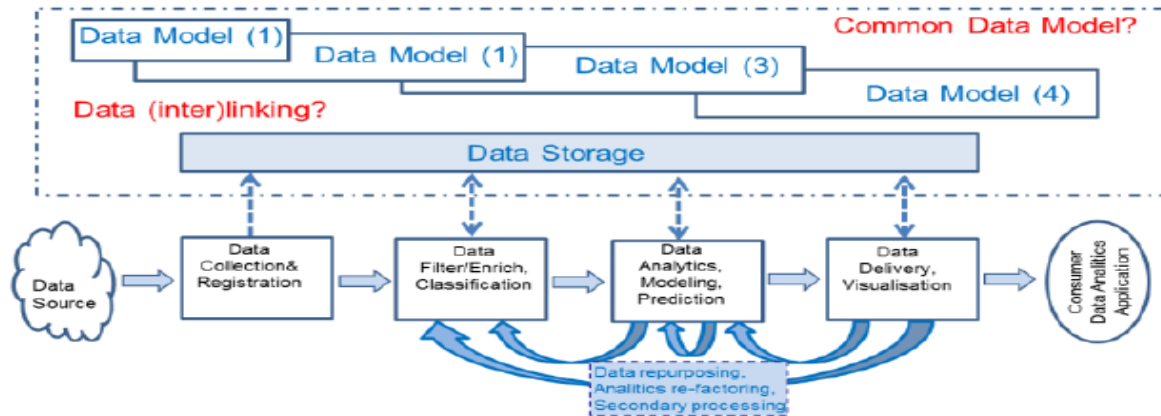 Common Data Model?
Data Model (1)
Data Model (1)
Data Model (3)
Data Model (4)
Data (inter)linking?
Data Storage
Data
Source
Data
Collection&
Registration
Data
Filter/Enrich,
Classification
Data
Analytics,
Modeling,
Prediction
Data
Delivery,
Visualisation
Consumer
Data Analitics
Application
Data repurposing,
Analitics re-factoring,
Secondary processing